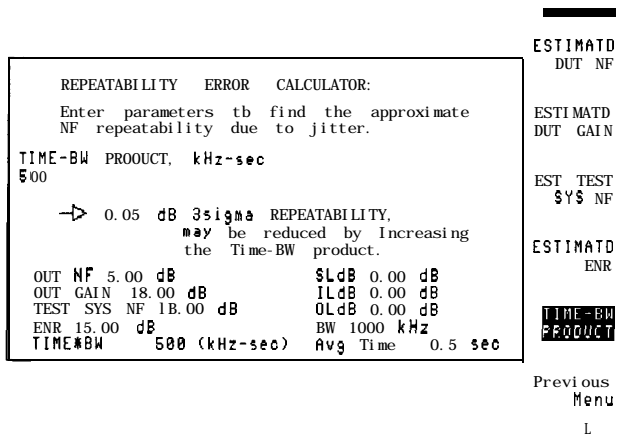 REPEATABILITY ERROR CALCULATOR:
Enter parameters tb find the approximate
NF repeatability due to jitter.
TIME-BW PROOUCT, kHz-sec
500
0.05 dB 3sigma REPEATABILITY,
may be reduced by Increasing
the Time-BW product.
OUT NF 5.00 dB SLdB 0.00 dB
OUT GAIN 18.00 dB ILdB 0.00 dB
TEST SYS NF 1B.00 dB OLdB 0.00 dB
ENR 15.00 dB BW 1000 kHz
TIME*BW 500 (kHz-sec) Avg Time 0.5 sec
ESTIMATD
DUT NF
ESTIMATD
DUT GAIN
EST TEST
SYS NF
ESTIMATD
ENR
TIME-BW
PRODUCT
Previous
Menu
L